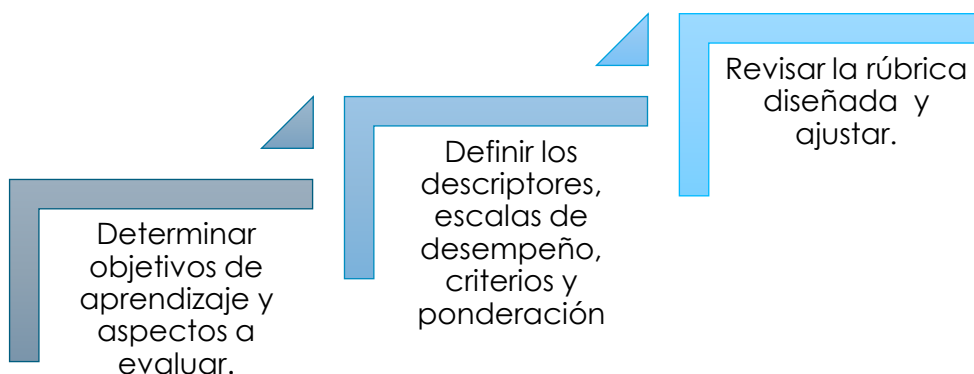 Determinar
objetivos de
aprendizaje y
aspectos a
evaluar.
Definir los
descriptores,
escalas de
desempeño,
criterios y
ponderación
Revisar la rúbrica
diseñada y
ajustar.